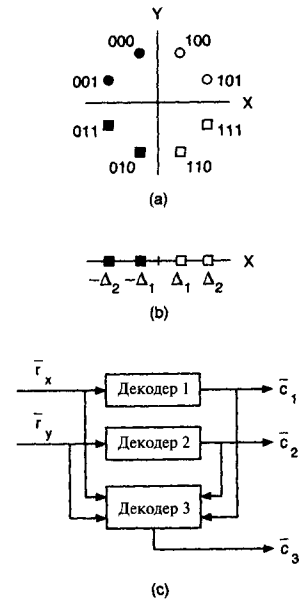 Y
000 100
001 101
X
011 111
010 110
(a)
X
−Δ₂ −Δ₁ Δ₁ Δ₂
(b)
r̅ₓ Декодер 1 c̅₁
r̅ᵧ Декодер 2 c̅₂
Декодер 3
c̅₃
(c)